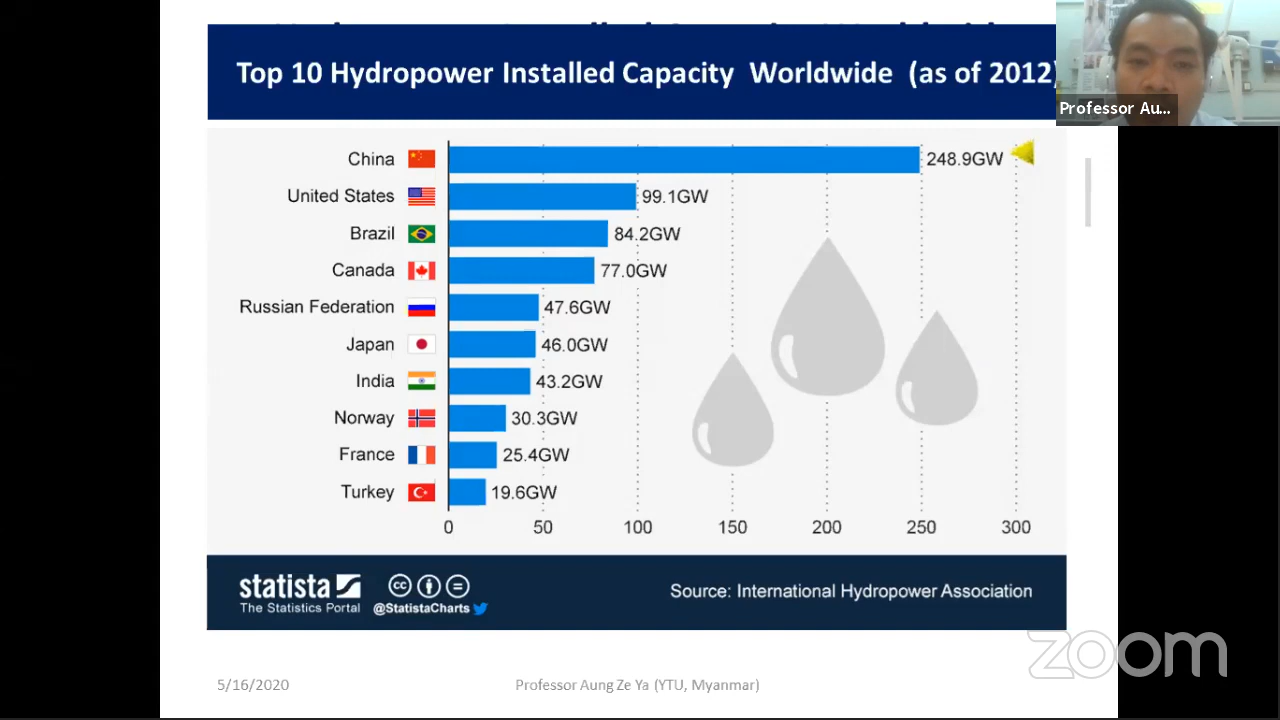 Top 10 Hydropower Installed Capacity Worldwide (as of 2012)
Professor Au...
China 248.9GW
United States 99.1GW
Brazil 84.2GW
Canada 77.0GW
Russian Federation 47.6GW
Japan 46.0GW
India 43.2GW
Norway 30.3GW
France 25.4GW
Turkey 19.6GW
0 50 100 150 200 250 300
statista
The Statistics Portal
cc
@StatistaCharts
Source: International Hydropower Association
zoom
5/16/2020 Professor Aung Ze Ya (YTU, Myanmar)